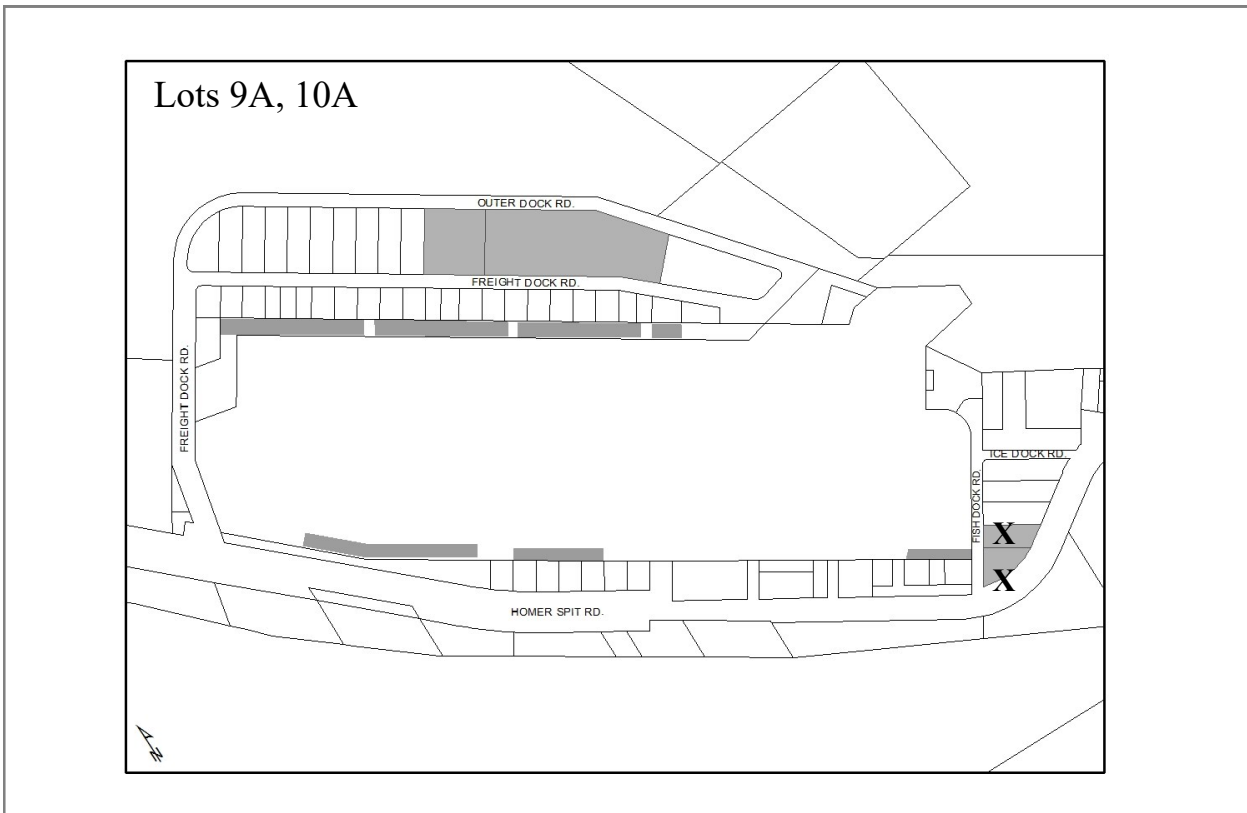 Lots 9A, 10A
OUTER DOCK RD.
FREIGHT DOCK RD.
FREIGHT DOCK RD.
ICE DOCK RD.
FISH DOCK RD.
X
X
HOMER SPIT RD.
N